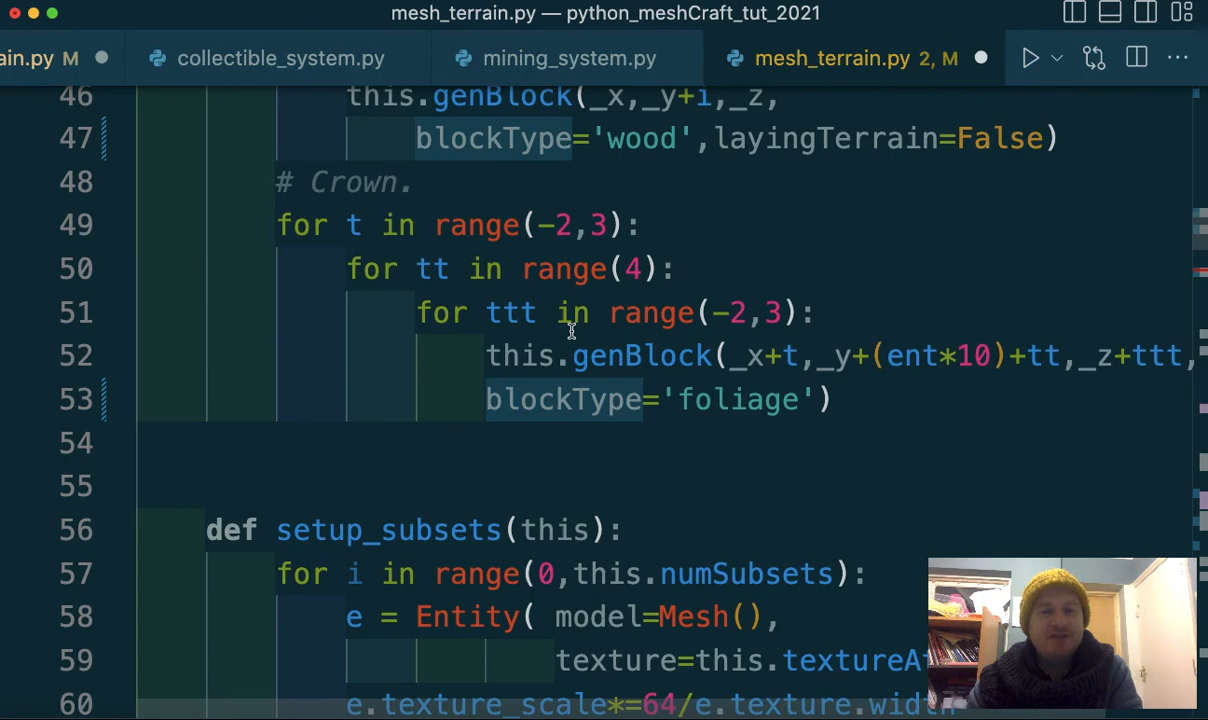 mesh_terrain.py — python_meshCraft_tut_2021
ain.py M collectible_system.py mining_system.py mesh_terrain.py 2, M
46 this.genBlock(_x,_y+i,_z,
47 blockType='wood',layingTerrain=False)
48 # Crown.
49 for t in range(-2,3):
50 for tt in range(4):
51 for ttt in range(-2,3):
52 this.genBlock(_x+t,_y+(ent*10)+tt,_z+ttt,
53 blockType='foliage')
54
55
56 def setup_subsets(this):
57 for i in range(0,this.numSubsets):
58 e = Entity( model=Mesh(),
59 texture=this.textureA
60 e.texture_scale*=64/e.texture.width